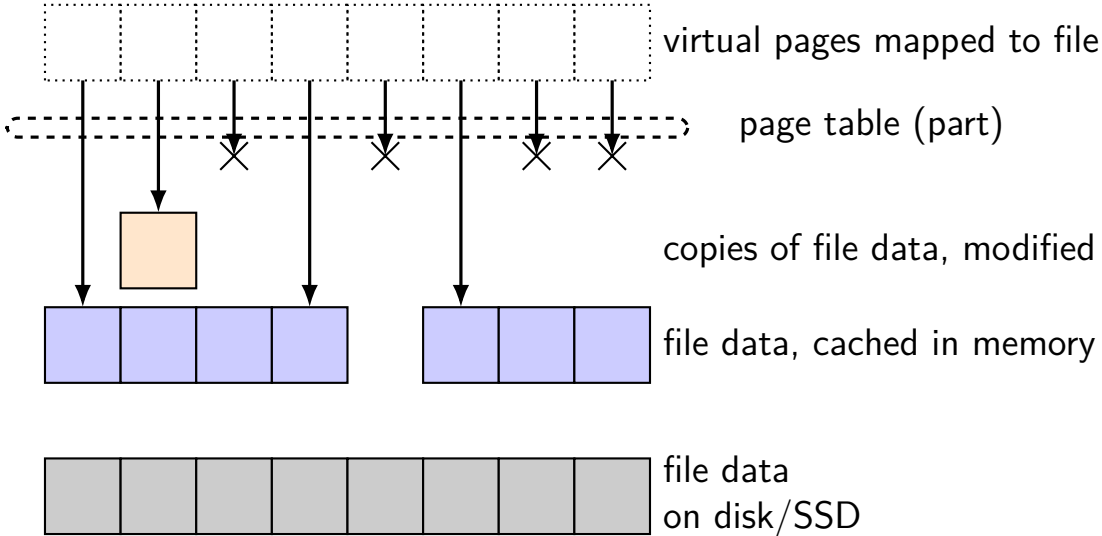 virtual pages mapped to file
page table (part)
copies of file data, modified
file data, cached in memory
file data
on disk/SSD